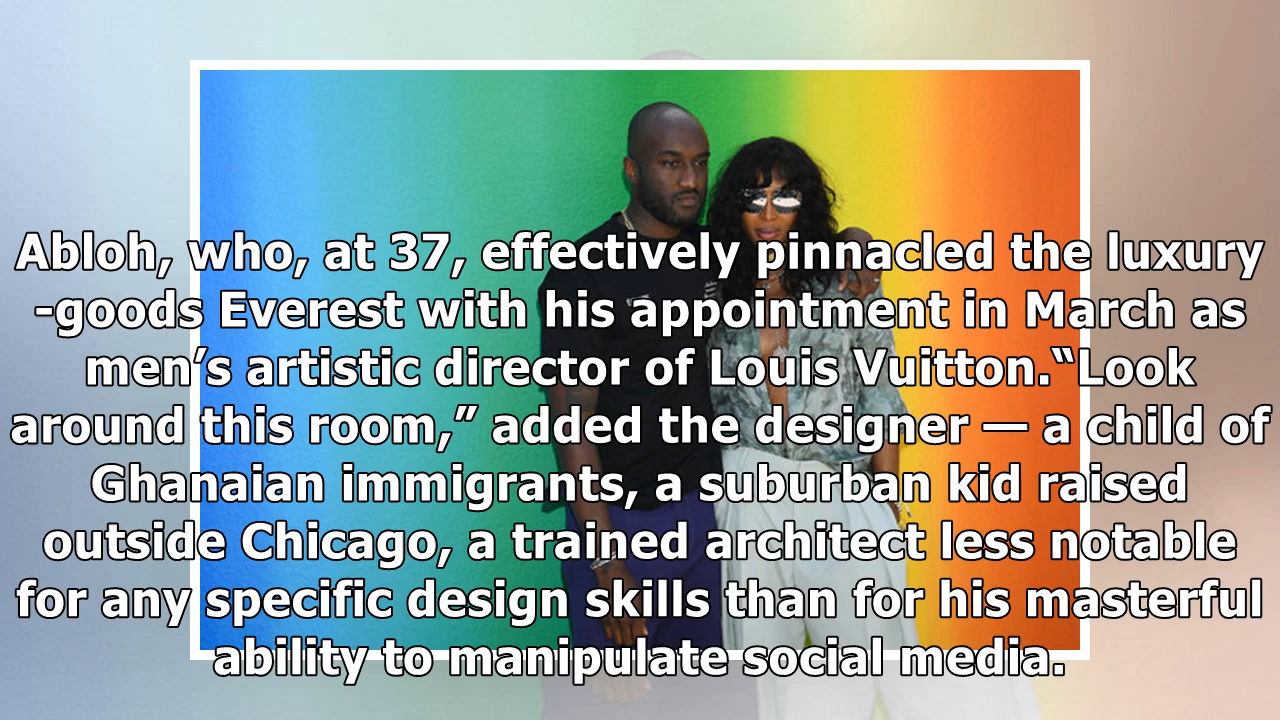 Abloh, who, at 37, effectively pinnacled the luxury
-goods Everest with his appointment in March as
men’s artistic director of Louis Vuitton.“Look
around this room,” added the designer — a child of
Ghanaian immigrants, a suburban kid raised
outside Chicago, a trained architect less notable
for any specific design skills than for his masterful
ability to manipulate social media.